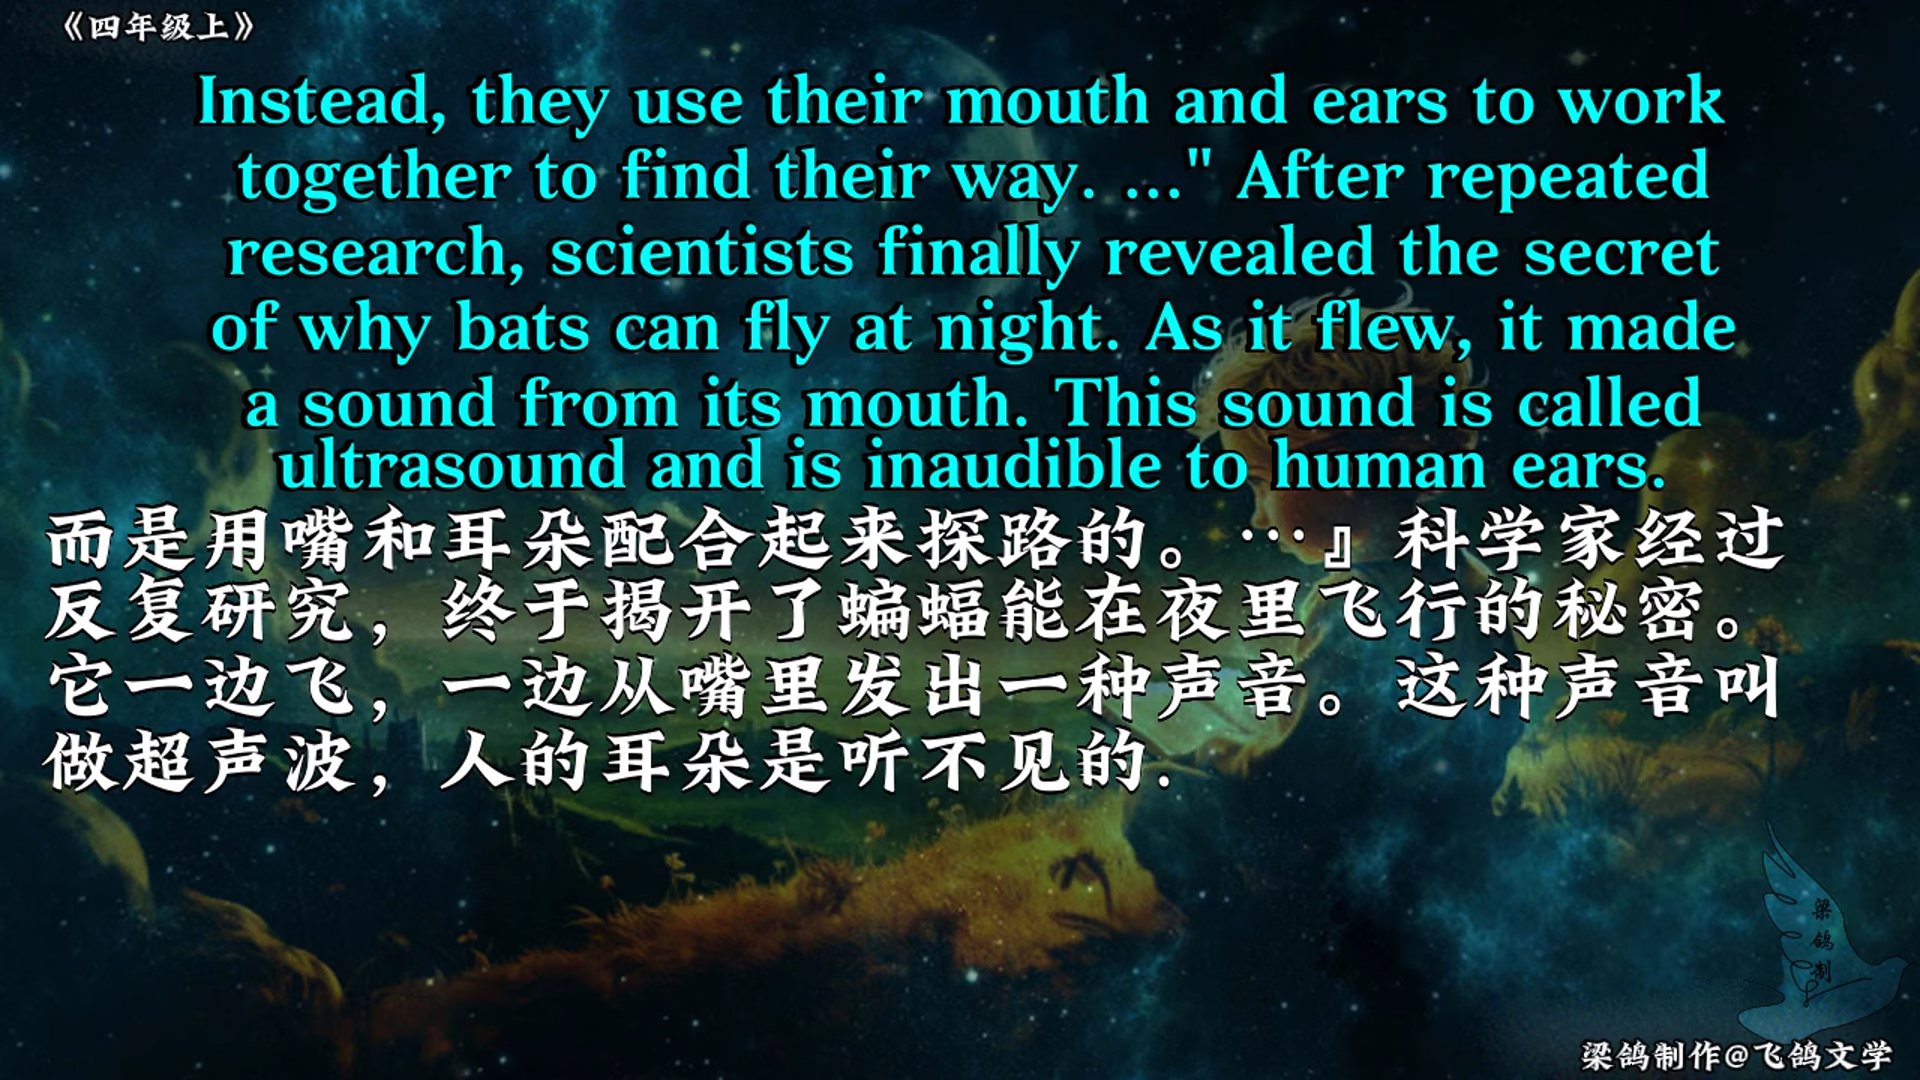 《四年级上》
Instead, they use their mouth and ears to work
together to find their way. ..." After repeated
research, scientists finally revealed the secret
of why bats can fly at night. As it flew, it made
a sound from its mouth. This sound is called
ultrasound and is inaudible to human ears.
而是用嘴和耳朵配合起来探路的。…』科学家经过
反复研究，终于揭开了蝙蝠能在夜里飞行的秘密。
它一边飞，一边从嘴里发出一种声音。这种声音叫
做超声波，人的耳朵是听不见的.
梁
鸽
制
梁鸽制作@飞鸽文学